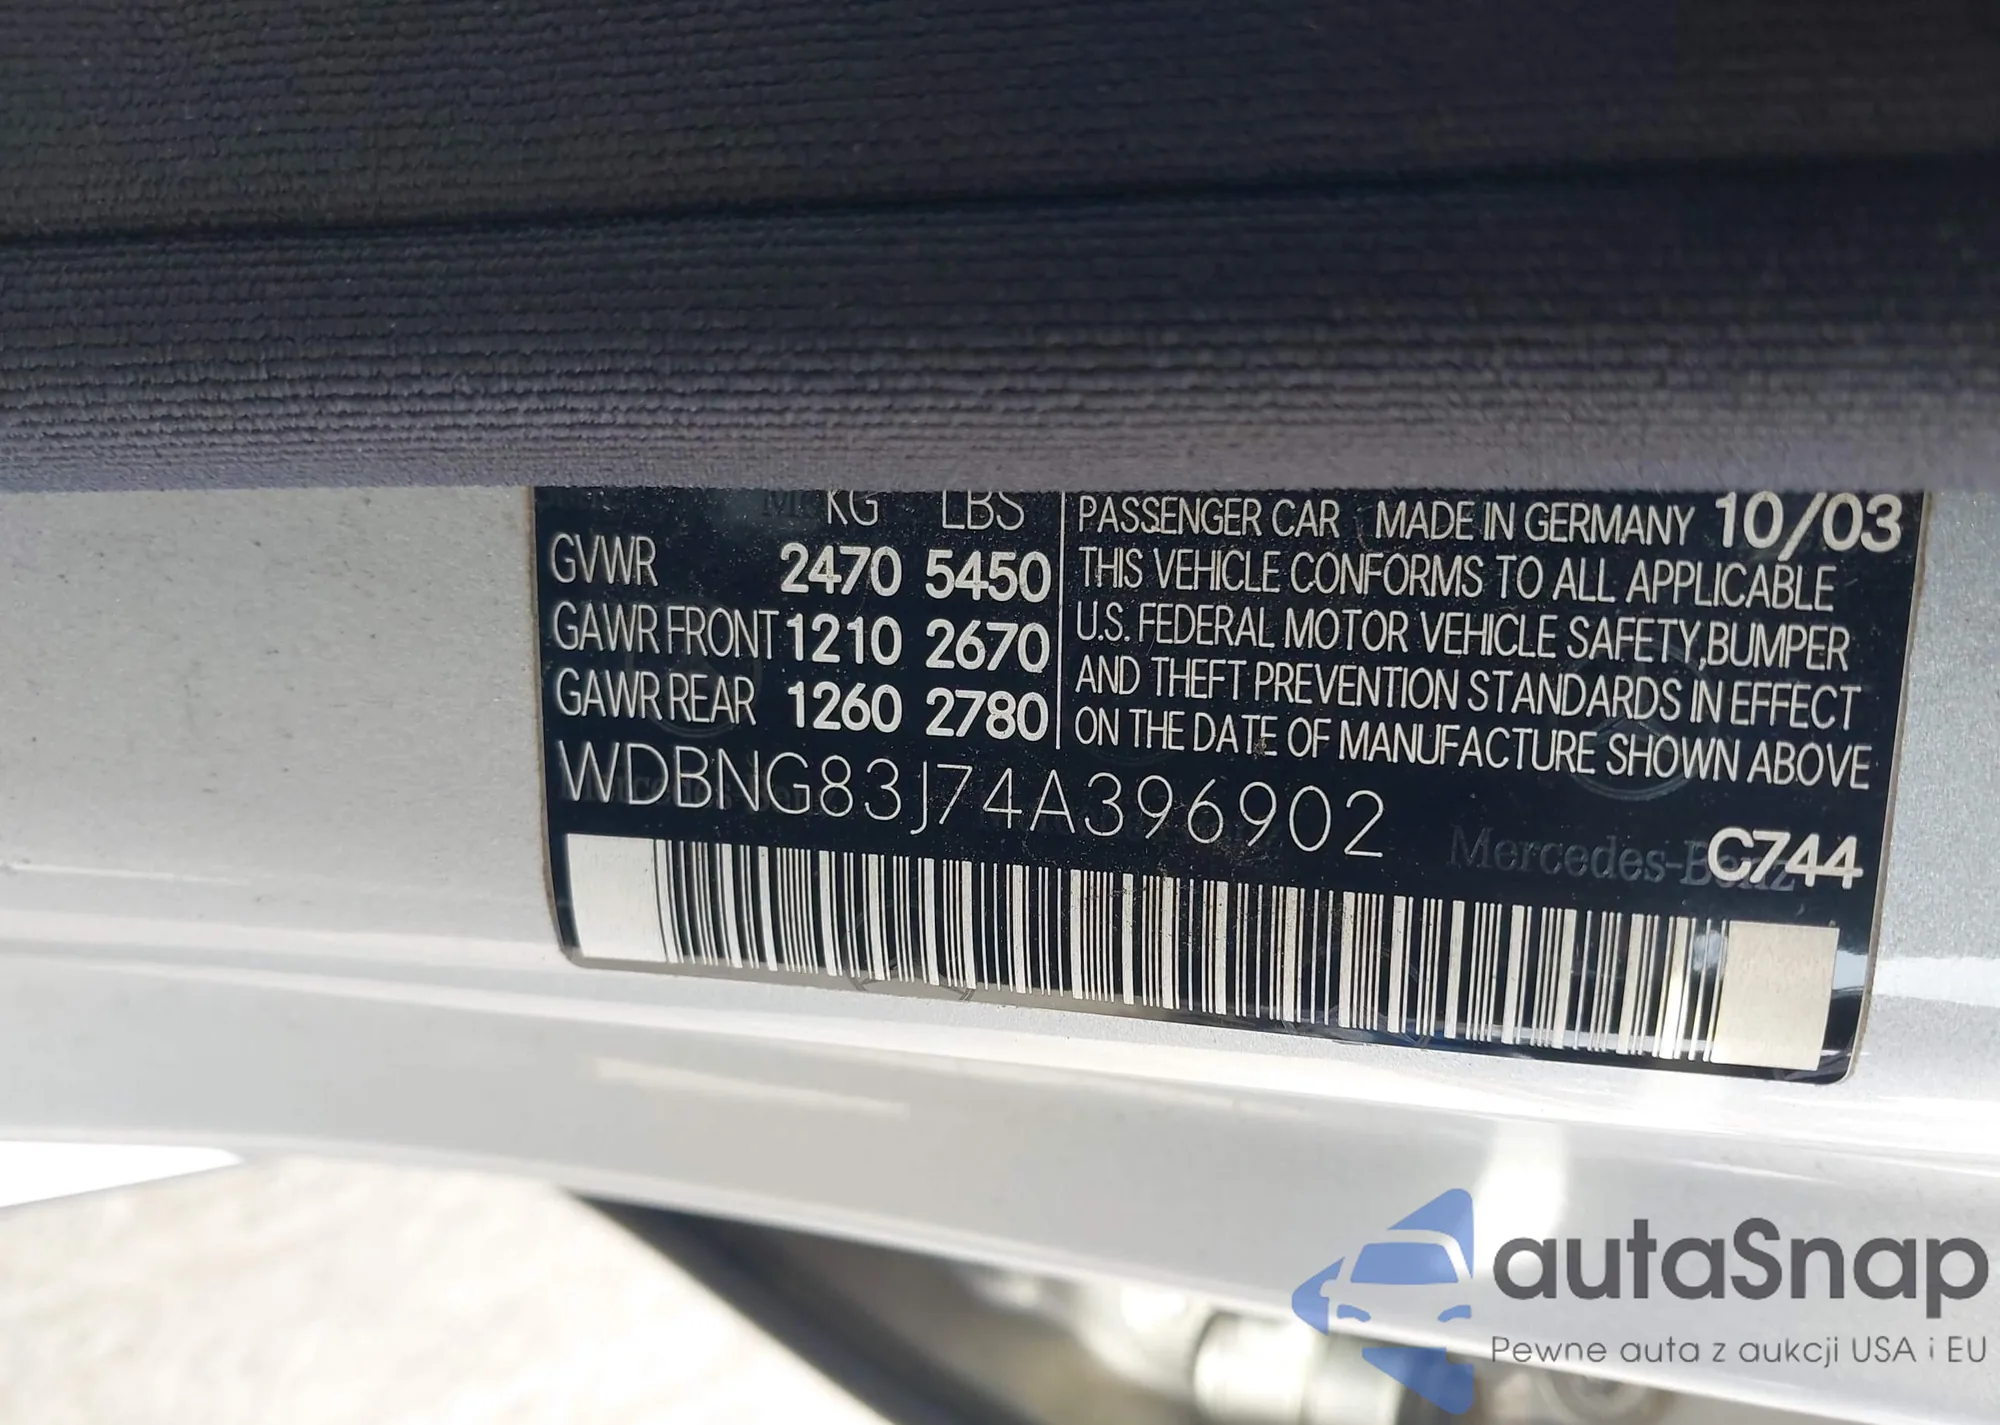 KG LBS
GVWR 2470 5450
GAWR FRONT 1210 2670
GAWR REAR 1260 2780
PASSENGER CAR MADE IN GERMANY 10/03
THIS VEHICLE CONFORMS TO ALL APPLICABLE
U.S. FEDERAL MOTOR VEHICLE SAFETY, BUMPER
AND THEFT PREVENTION STANDARDS IN EFFECT
ON THE DATE OF MANUFACTURE SHOWN ABOVE
WDBNG83J74A396902
Mercedes-Benz
C744
autaSnap
Pewne auta z aukcji USA i EU